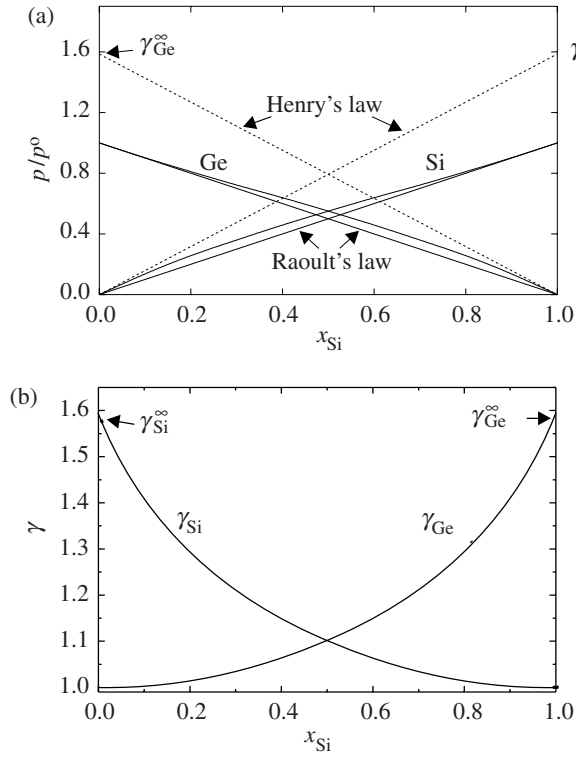 (a)
1.6
γ∞Ge
γ
Henry's law
1.2
p/pº
Ge
Si
0.8
0.4
Raoult's law
0.0
0.0 0.2 0.4 0.6 0.8 1.0
xSi
(b)
1.6
γ∞Si
γ∞Ge
1.5
γSi
γGe
1.4
γ
1.3
1.2
1.1
1.0
0.0 0.2 0.4 0.6 0.8 1.0
xSi